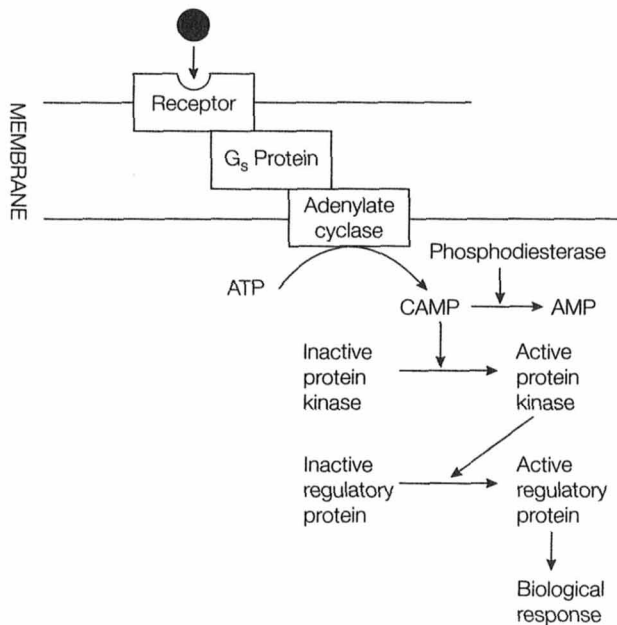 MEMBRANE
Receptor
Gs Protein
Adenylate
cyclase
Phosphodiesterase
ATP
CAMP
AMP
Inactive
protein
kinase
Active
protein
kinase
Inactive
regulatory
protein
Active
regulatory
protein
Biological
response